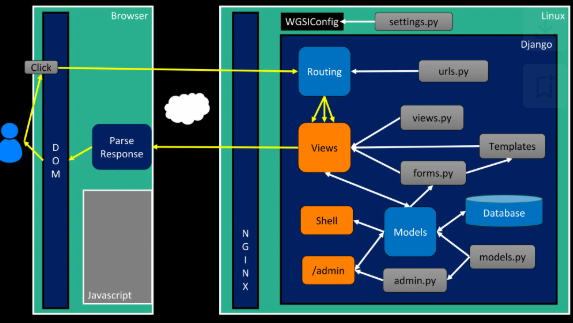 Browser
Linux
WGSIConfig
settings.py
Django
Click
Routing
urls.py
views.py
D
O
M
Parse
Response
Views
Templates
forms.py
Shell
Models
Database
N
G
I
N
X
/admin
admin.py
models.py
Javascript